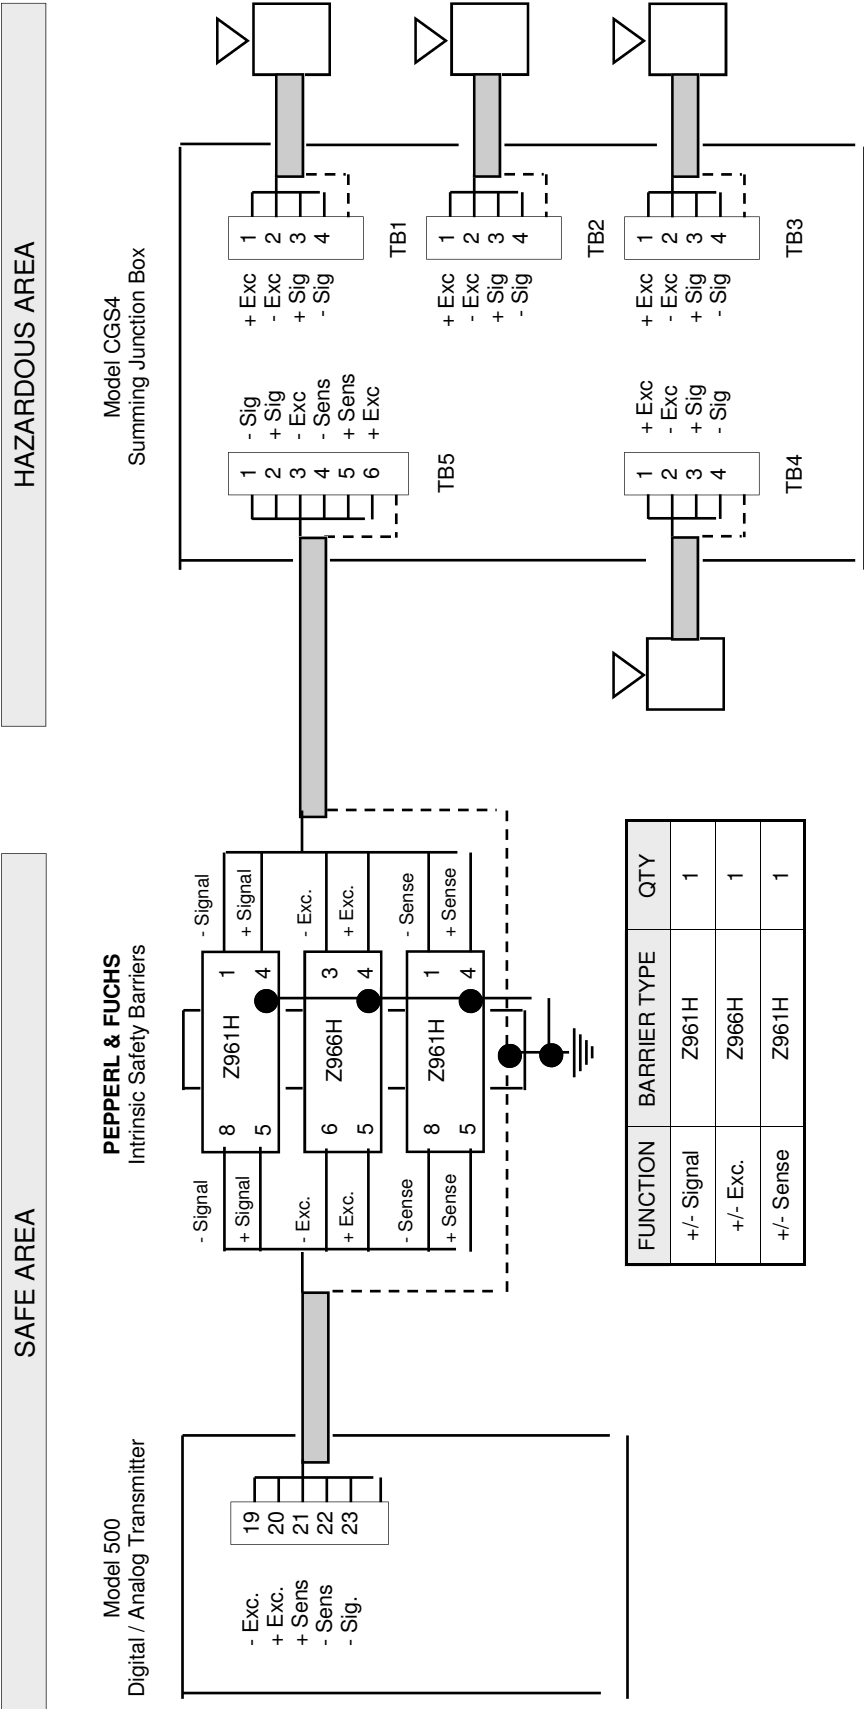 SAFE AREA
HAZARDOUS AREA
Model 500
Digital / Analog Transmitter
- Exc.
+ Exc.
+ Sens
- Sens
- Sig.
19
20
21
22
23
PEPPERL & FUCHS
Intrinsic Safety Barriers
- Signal
+ Signal
- Exc.
+ Exc.
- Sense
+ Sense
8
5
Z961H
1
4
6
5
Z966H
3
4
8
5
Z961H
1
4
- Signal
+ Signal
- Exc.
+ Exc.
- Sense
+ Sense
FUNCTION BARRIER TYPE QTY
+/- Signal Z961H 1
+/- Exc. Z966H 1
+/- Sense Z961H 1
Model CGS4
Summing Junction Box
1
2
3
4
5
6
- Sig
+ Sig
- Exc
- Sens
+ Sens
+ Exc
TB5
+ Exc
- Exc
+ Sig
- Sig
1
2
3
4
TB1
+ Exc
- Exc
+ Sig
- Sig
1
2
3
4
TB2
+ Exc
- Exc
+ Sig
- Sig
1
2
3
4
TB3
1
2
3
4
+ Exc
- Exc
+ Sig
- Sig
TB4